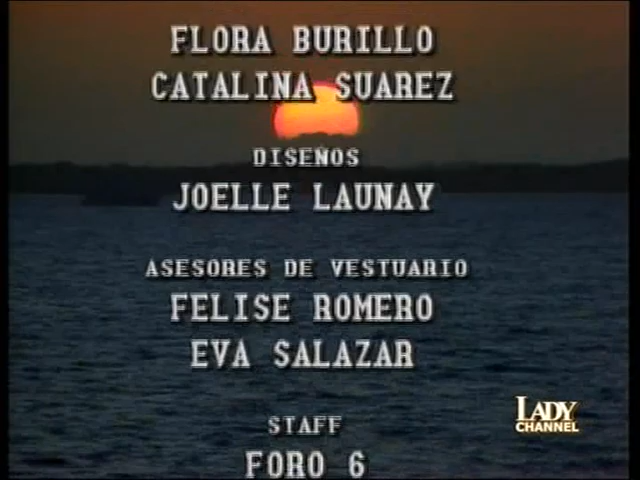 FLORA BURILLO
CATALINA SUAREZ
DISEÑOS
JOELLE LAUNAY
ASESORES DE VESTUARIO
FELISE ROMERO
EVA SALAZAR
STAFF
FORO 6
LADY
CHANNEL